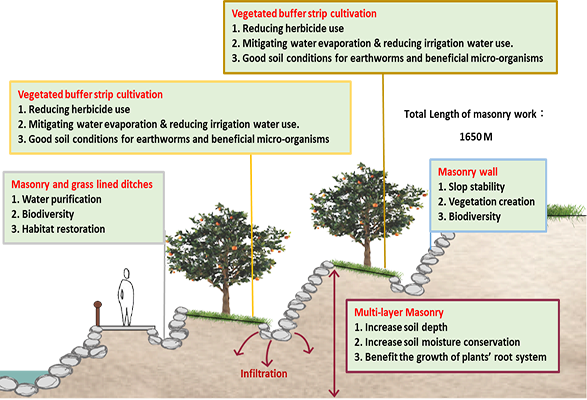 Vegetated buffer strip cultivation
1. Reducing herbicide use
2. Mitigating water evaporation & reducing irrigation water use.
3. Good soil conditions for earthworms and beneficial micro-organisms
Vegetated buffer strip cultivation
1. Reducing herbicide use
2. Mitigating water evaporation & reducing irrigation water use.
3. Good soil conditions for earthworms and beneficial micro-organisms
Total Length of masonry work：
1650 M
Masonry and grass lined ditches
1. Water purification
2. Biodiversity
3. Habitat restoration
Masonry wall
1. Slop stability
2. Vegetation creation
3. Biodiversity
Multi-layer Masonry
1. Increase soil depth
2. Increase soil moisture conservation
3. Benefit the growth of plants' root system
Infiltration